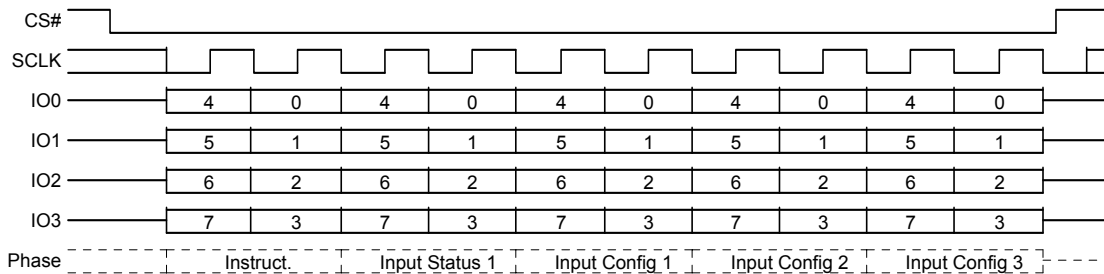 CS#
SCLK
IO0 4 0 4 0 4 0 4 0 4 0
IO1 5 1 5 1 5 1 5 1 5 1
IO2 6 2 6 2 6 2 6 2 6 2
IO3 7 3 7 3 7 3 7 3 7 3
Phase Instruct. Input Status 1 Input Config 1 Input Config 2 Input Config 3